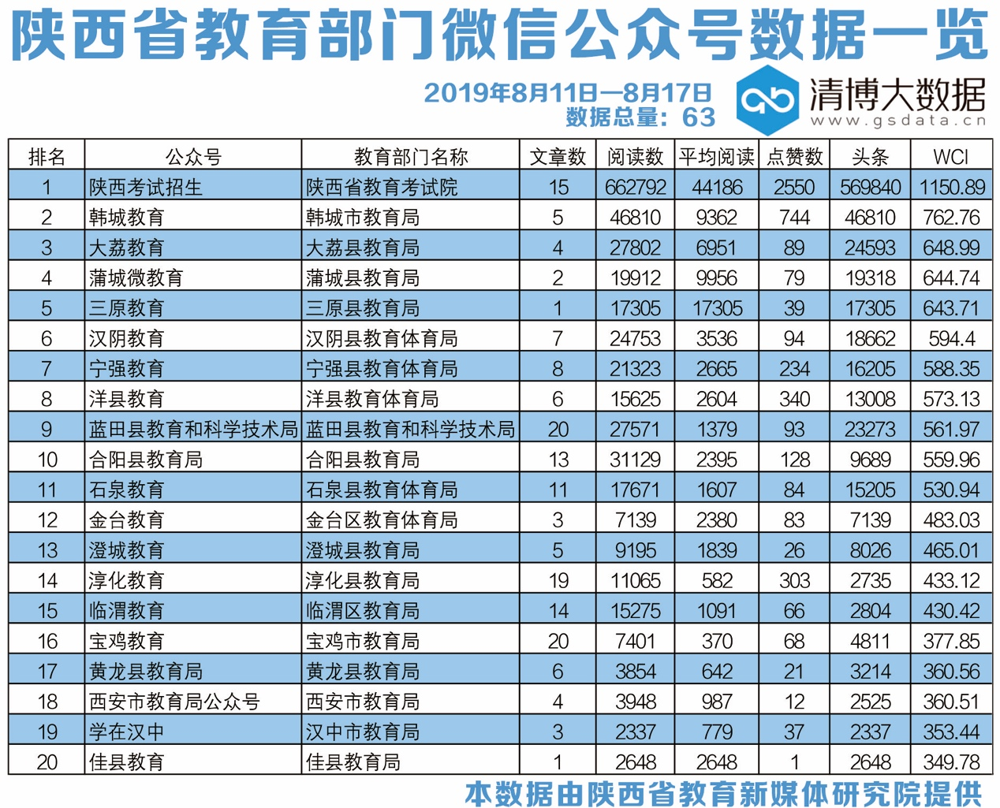 陕西省教育部门微信公众号数据一览
2019年8月11日—8月17日
数据总量：63
清博大数据
www.gsdata.cn
排名 公众号 教育部门名称 文章数 阅读数 平均阅读 点赞数 头条 WCI
1 陕西考试招生 陕西省教育考试院 15 662792 44186 2550 569840 1150.89
2 韩城教育 韩城市教育局 5 46810 9362 744 46810 762.76
3 大荔教育 大荔县教育局 4 27802 6951 89 24593 648.99
4 蒲城微教育 蒲城县教育局 2 19912 9956 79 19318 644.74
5 三原教育 三原县教育局 1 17305 17305 39 17305 643.71
6 汉阴教育 汉阴县教育体育局 7 24753 3536 94 18662 594.4
7 宁强教育 宁强县教育体育局 8 21323 2665 234 16205 588.35
8 洋县教育 洋县教育体育局 6 15625 2604 340 13008 573.13
9 蓝田县教育和科学技术局 蓝田县教育和科学技术局 20 27571 1379 93 23273 561.97
10 合阳县教育局 合阳县教育局 13 31129 2395 128 9689 559.96
11 石泉教育 石泉县教育体育局 11 17671 1607 84 15205 530.94
12 金台教育 金台区教育体育局 3 7139 2380 83 7139 483.03
13 澄城教育 澄城县教育局 5 9195 1839 26 8026 465.01
14 淳化教育 淳化县教育局 19 11065 582 303 2735 433.12
15 临渭教育 临渭区教育局 14 15275 1091 66 2804 430.42
16 宝鸡教育 宝鸡市教育局 20 7401 370 68 4811 377.85
17 黄龙县教育局 黄龙县教育局 6 3854 642 21 3214 360.56
18 西安市教育局公众号 西安市教育局 4 3948 987 12 2525 360.51
19 学在汉中 汉中市教育局 3 2337 779 37 2337 353.44
20 佳县教育 佳县教育局 1 2648 2648 1 2648 349.78
本数据由陕西省教育新媒体研究院提供